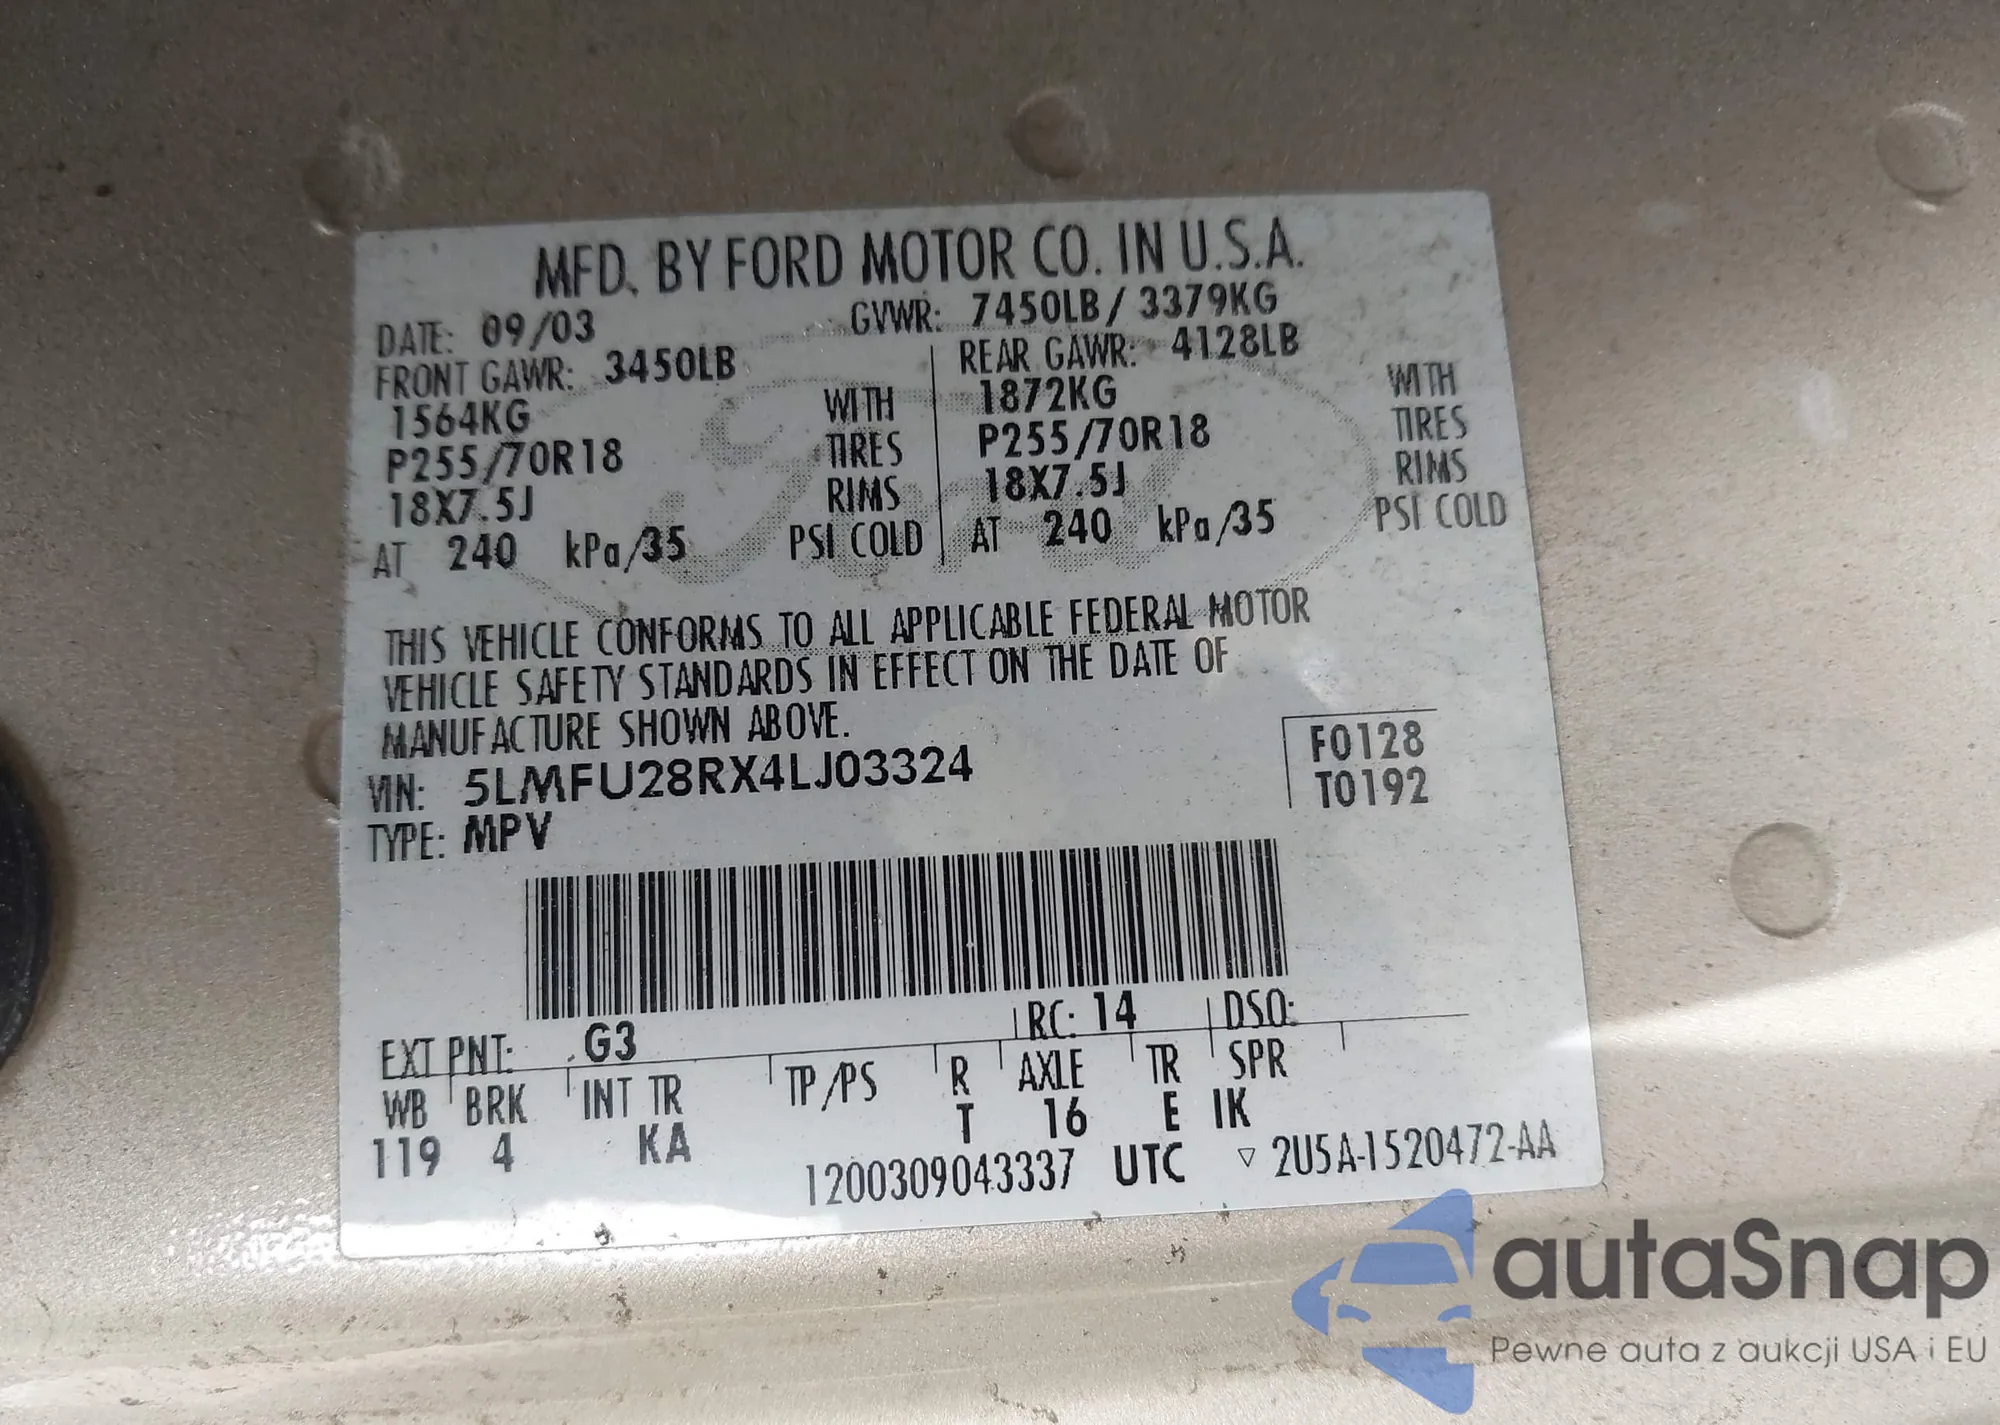 MFD. BY FORD MOTOR CO. IN U.S.A.
DATE: 09/03 GVWR: 7450LB / 3379KG
FRONT GAWR: 3450LB REAR GAWR: 4128LB
1564KG WITH 1872KG WITH
P255/70R18 TIRES P255/70R18 TIRES
18X7.5J RIMS 18X7.5J RIMS
AT 240 kPa/35 PSI COLD AT 240 kPa/35 PSI COLD
THIS VEHICLE CONFORMS TO ALL APPLICABLE FEDERAL MOTOR
VEHICLE SAFETY STANDARDS IN EFFECT ON THE DATE OF
MANUFACTURE SHOWN ABOVE.
VIN: 5LMFU28RX4LJ03324 F0128
TYPE: MPV T0192
EXT PNT: G3 RC: 14 DSO:
WB BRK INT TR TP/PS R AXLE TR SPR
119 4 KA T 16 E IK
1200309043337 UTC ▽ 2U5A-1520472-AA
autaSnap
Pewne auta z aukcji USA i EU